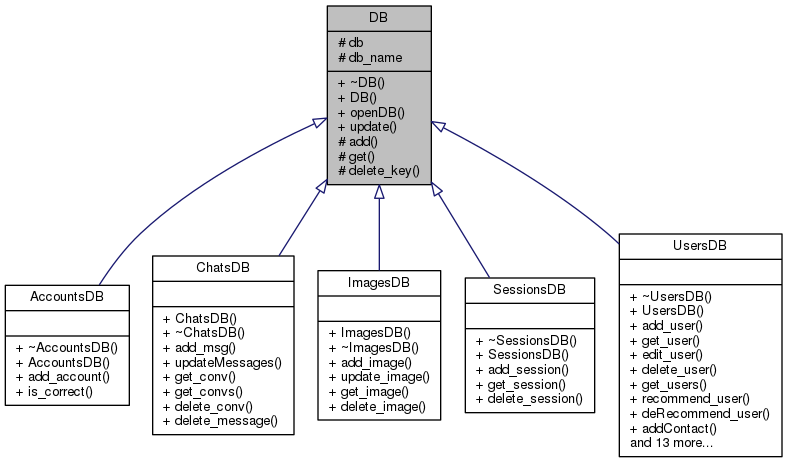 DB
# db
# db_name
+ ~DB()
+ DB()
+ openDB()
+ update()
# add()
# get()
# delete_key()
AccountsDB
+ ~AccountsDB()
+ AccountsDB()
+ add_account()
+ is_correct()
ChatsDB
+ ChatsDB()
+ ~ChatsDB()
+ add_msg()
+ updateMessages()
+ get_conv()
+ get_convs()
+ delete_conv()
+ delete_message()
ImagesDB
+ ImagesDB()
+ ~ImagesDB()
+ add_image()
+ update_image()
+ get_image()
+ delete_image()
SessionsDB
+ ~SessionsDB()
+ SessionsDB()
+ add_session()
+ get_session()
+ delete_session()
UsersDB
+ ~UsersDB()
+ UsersDB()
+ add_user()
+ get_user()
+ edit_user()
+ delete_user()
+ get_users()
+ recommend_user()
+ deRecommend_user()
+ addContact()
and 13 more...